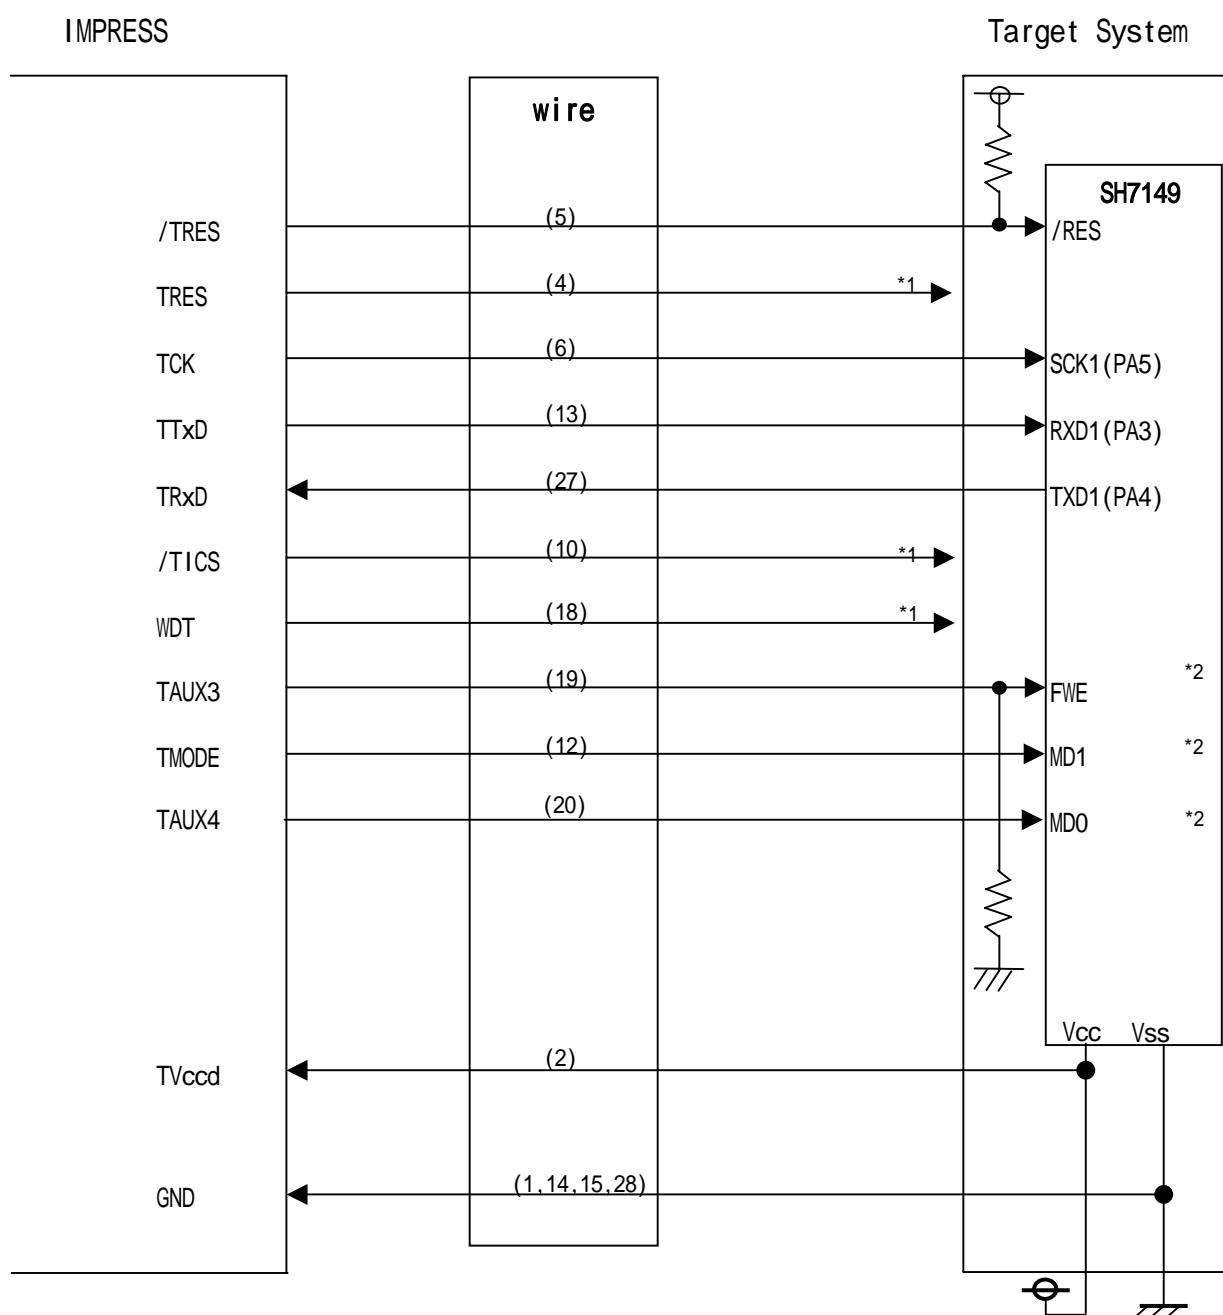 IMPRESS Target System
wire
SH7149
/TRES (5) /RES
TRES (4) *1
TCK (6) SCK1(PA5)
TTxD (13) RXD1(PA3)
TRxD (27) TXD1(PA4)
/TICS (10) *1
WDT (18) *1
TAUX3 (19) FWE *2
TMODE (12) MD1 *2
TAUX4 (20) MD0 *2
Vcc Vss
TVccd (2)
GND (1,14,15,28)